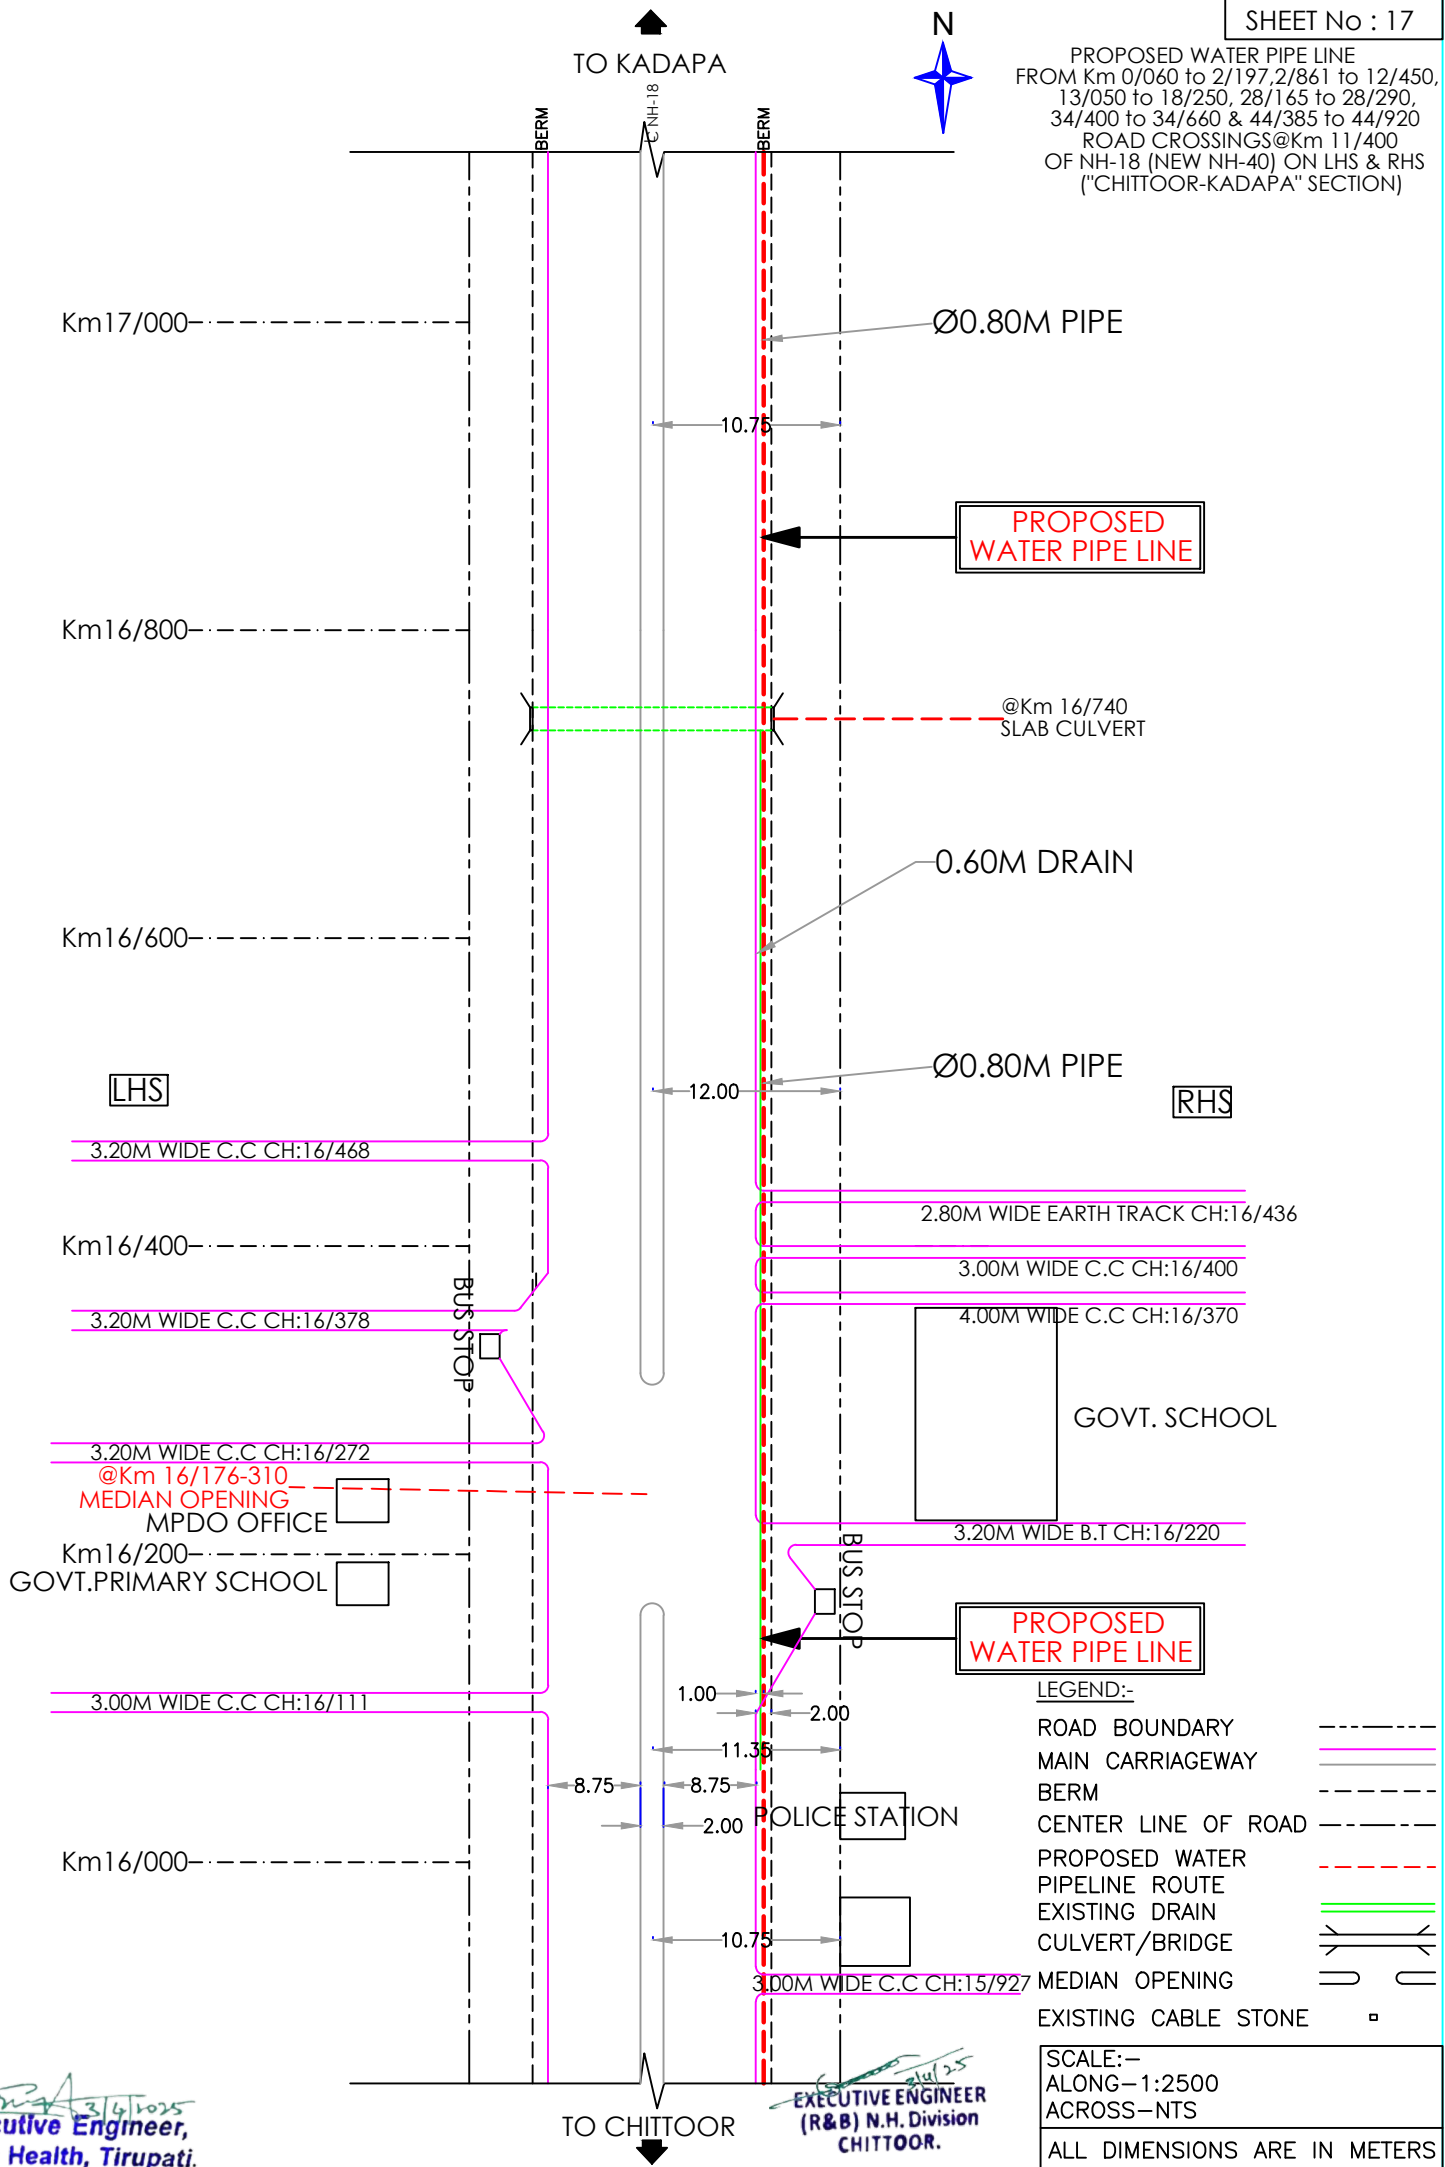 SHEET No : 17
N
TO KADAPA
PROPOSED WATER PIPE LINE
FROM Km 0/060 to 2/197,2/861 to 12/450,
13/050 to 18/250, 28/165 to 28/290,
34/400 to 34/660 & 44/385 to 44/920
ROAD CROSSINGS@Km 11/400
OF NH-18 (NEW NH-40) ON LHS & RHS
("CHITTOOR-KADAPA" SECTION)
BERM
C NH-18
BERM
Km17/000
Ø0.80M PIPE
10.75
PROPOSED
WATER PIPE LINE
Km16/800
@Km 16/740
SLAB CULVERT
0.60M DRAIN
Km16/600
Ø0.80M PIPE
LHS
12.00
RHS
3.20M WIDE C.C CH:16/468
2.80M WIDE EARTH TRACK CH:16/436
Km16/400
3.00M WIDE C.C CH:16/400
BUS STOP
3.20M WIDE C.C CH:16/378
4.00M WIDE C.C CH:16/370
GOVT. SCHOOL
3.20M WIDE C.C CH:16/272
@Km 16/176-310
MEDIAN OPENING
MPDO OFFICE
3.20M WIDE B.T CH:16/220
Km16/200
BUS STOP
GOVT.PRIMARY SCHOOL
PROPOSED
WATER PIPE LINE
3.00M WIDE C.C CH:16/111
1.00
2.00
11.35
8.75
8.75
2.00
POLICE STATION
Km16/000
10.75
3.00M WIDE C.C CH:15/927
LEGEND:-
ROAD BOUNDARY
MAIN CARRIAGEWAY
BERM
CENTER LINE OF ROAD
PROPOSED WATER
PIPELINE ROUTE
EXISTING DRAIN
CULVERT/BRIDGE
MEDIAN OPENING
EXISTING CABLE STONE
SCALE:-
ALONG-1:2500
ACROSS-NTS
ALL DIMENSIONS ARE IN METERS
TO CHITTOOR
3/4/2025
cutive Engineer,
Health, Tirupati.
3/4/25
EXECUTIVE ENGINEER
(R&B) N.H. Division
CHITTOOR.